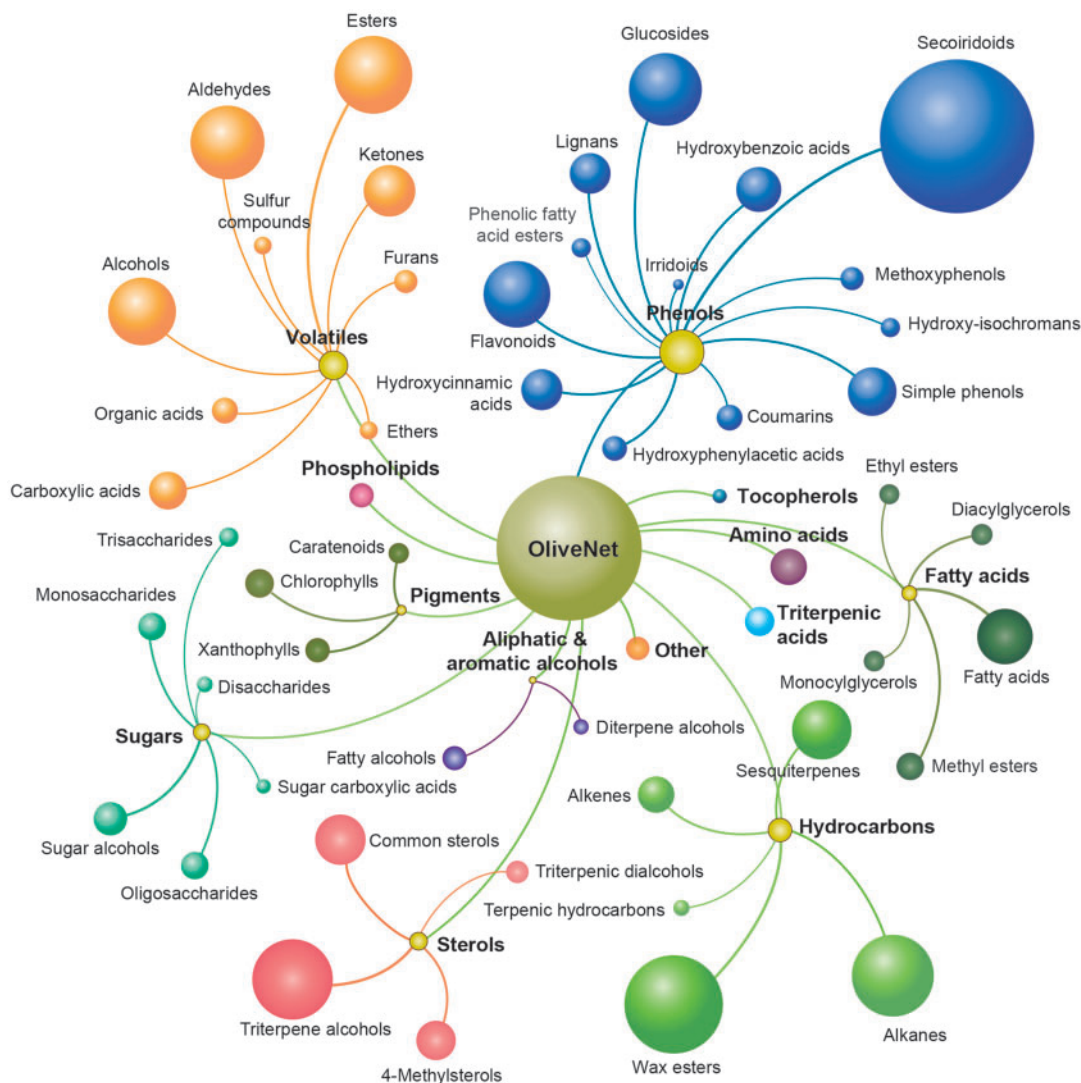 Esters
Glucosides
Secoiridoids
Aldehydes
Ketones
Lignans
Hydroxybenzoic acids
Sulfur
compounds
Phenolic fatty
acid esters
Furans
Alcohols
Irridoids
Methoxyphenols
Volatiles
Phenols
Hydroxy-isochromans
Flavonoids
Hydroxycinnamic
acids
Simple phenols
Organic acids
Ethers
Coumarins
Hydroxyphenylacetic acids
Carboxylic acids
Phospholipids
Ethyl esters
Tocopherols
Diacylglycerols
Trisaccharides
Caratenoids
OliveNet
Amino acids
Chlorophylls
Fatty acids
Monosaccharides
Pigments
Triterpenic
acids
Xanthophylls
Aliphatic &
aromatic alcohols
Other
Monocylglycerols
Fatty acids
Disaccharides
Diterpene alcohols
Sugars
Fatty alcohols
Sesquiterpenes
Methyl esters
Sugar carboxylic acids
Alkenes
Hydrocarbons
Sugar alcohols
Common sterols
Oligosaccharides
Triterpenic dialcohols
Terpenic hydrocarbons
Sterols
Triterpene alcohols
Alkanes
4-Methylsterols
Wax esters